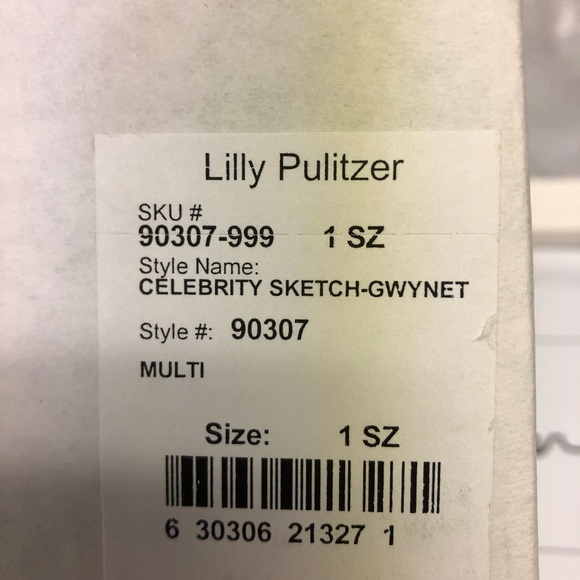 Lilly Pulitzer
SKU #
90307-999 1 SZ
Style Name:
CELEBRITY SKETCH-GWYNET
Style #: 90307
MULTI
Size: 1 SZ
6 30306 21327 1